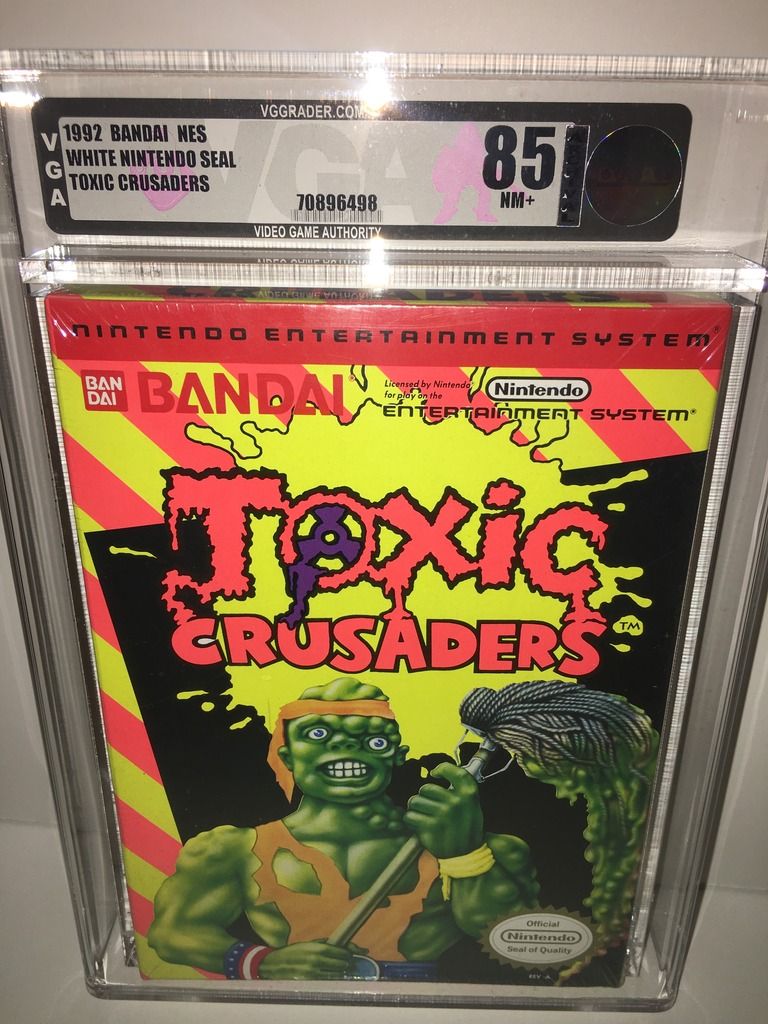 VGGRADER.COM
VGA
1992 BANDAI NES
WHITE NINTENDO SEAL
TOXIC CRUSADERS
70896498
85
NM+
VIDEO GAME AUTHORITY
NINTENDO ENTERTAINMENT SYSTEM®
BAN
DAI
BANDAI®
Licensed by Nintendo®
for play on the
Nintendo
ENTERTAINMENT SYSTEM®
TOXIC
CRUSADERS™
Official
Nintendo
Seal of Quality
REV -A